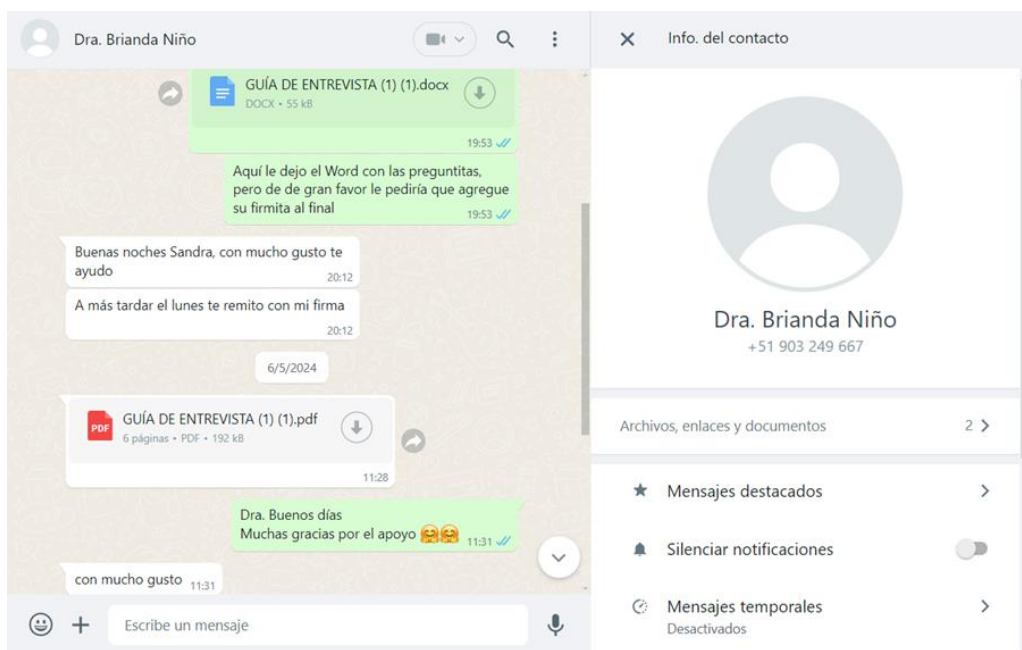 Dra. Brianda Niño
GUÍA DE ENTREVISTA (1) (1).docx
DOCX • 55 kB
19:53
Aquí le dejo el Word con las preguntitas,
pero de de gran favor le pediría que agregue
su firmita al final
19:53
Buenas noches Sandra, con mucho gusto te
ayudo
20:12
A más tardar el lunes te remito con mi firma
20:12
6/5/2024
PDF
GUÍA DE ENTREVISTA (1) (1).pdf
6 páginas • PDF • 192 kB
11:28
Dra. Buenos días
Muchas gracias por el apoyo 🤗🤗 11:31
con mucho gusto 11:31
Escribe un mensaje
Info. del contacto
Dra. Brianda Niño
+51 903 249 667
Archivos, enlaces y documentos 2
Mensajes destacados
Silenciar notificaciones
Mensajes temporales
Desactivados